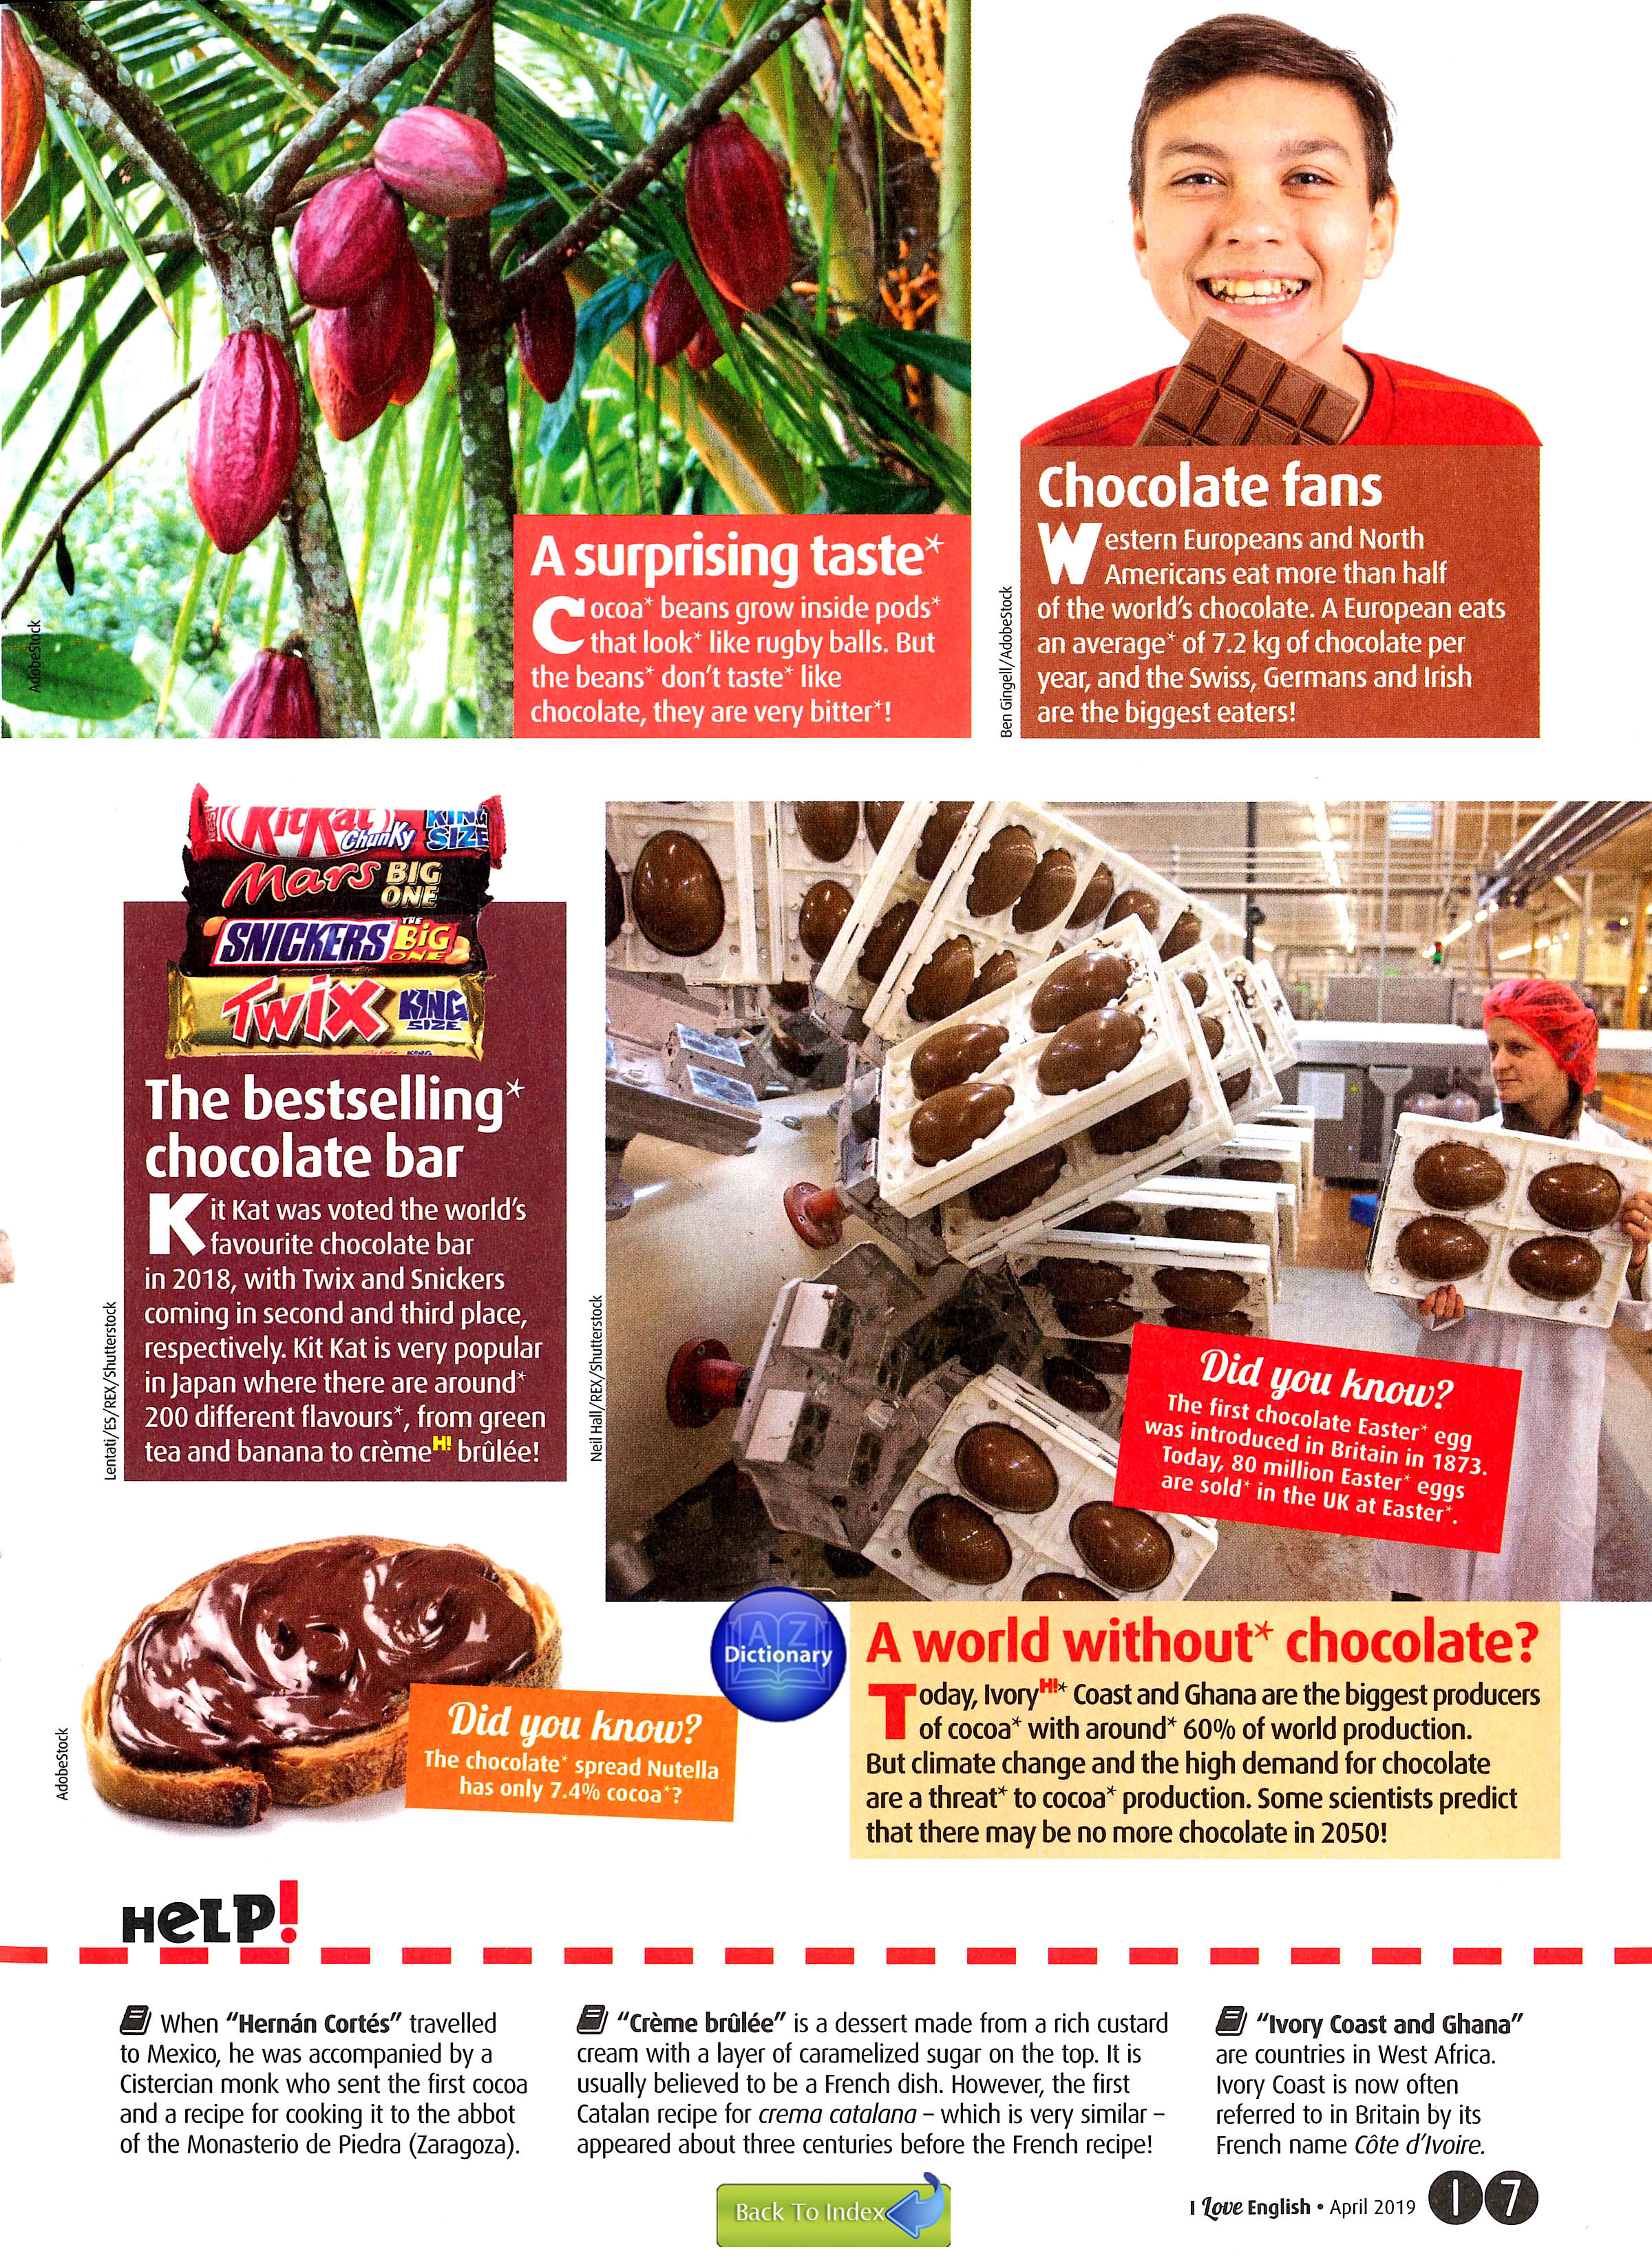 AdobeStock
A surprising taste*
Cocoa* beans grow inside pods*
that look* like rugby balls. But
the beans* don't taste* like
chocolate, they are very bitter*!
Ben Gingell/AdobeStock
Chocolate fans
Western Europeans and North
Americans eat more than half
of the world's chocolate. A European eats
an average* of 7.2 kg of chocolate per
year, and the Swiss, Germans and Irish
are the biggest eaters!
KitKat Chunky KING SIZE
Mars BIG ONE
SNICKERS THE BIG ONE
TWIX KING SIZE
The bestselling*
chocolate bar
Kit Kat was voted the world's
favourite chocolate bar
in 2018, with Twix and Snickers
coming in second and third place,
respectively. Kit Kat is very popular
in Japan where there are around*
200 different flavours*, from green
tea and banana to crèmeH! brûlée!
Lentati/ES/REX/Shutterstock
Neil Hall/REX/Shutterstock
Did you know?
The first chocolate Easter* egg
was introduced in Britain in 1873.
Today, 80 million Easter* eggs
are sold* in the UK at Easter*.
AdobeStock
Did you know?
The chocolate* spread Nutella
has only 7.4% cocoa*?
A Z
Dictionary
A world without* chocolate?
Today, IvoryH!* Coast and Ghana are the biggest producers
of cocoa* with around* 60% of world production.
But climate change and the high demand for chocolate
are a threat* to cocoa* production. Some scientists predict
that there may be no more chocolate in 2050!
HeLP!
When "Hernán Cortés" travelled
to Mexico, he was accompanied by a
Cistercian monk who sent the first cocoa
and a recipe for cooking it to the abbot
of the Monasterio de Piedra (Zaragoza).
"Crème brûlée" is a dessert made from a rich custard
cream with a layer of caramelized sugar on the top. It is
usually believed to be a French dish. However, the first
Catalan recipe for crema catalana – which is very similar –
appeared about three centuries before the French recipe!
"Ivory Coast and Ghana"
are countries in West Africa.
Ivory Coast is now often
referred to in Britain by its
French name Côte d'Ivoire.
Back To Index
I Love English • April 2019 17